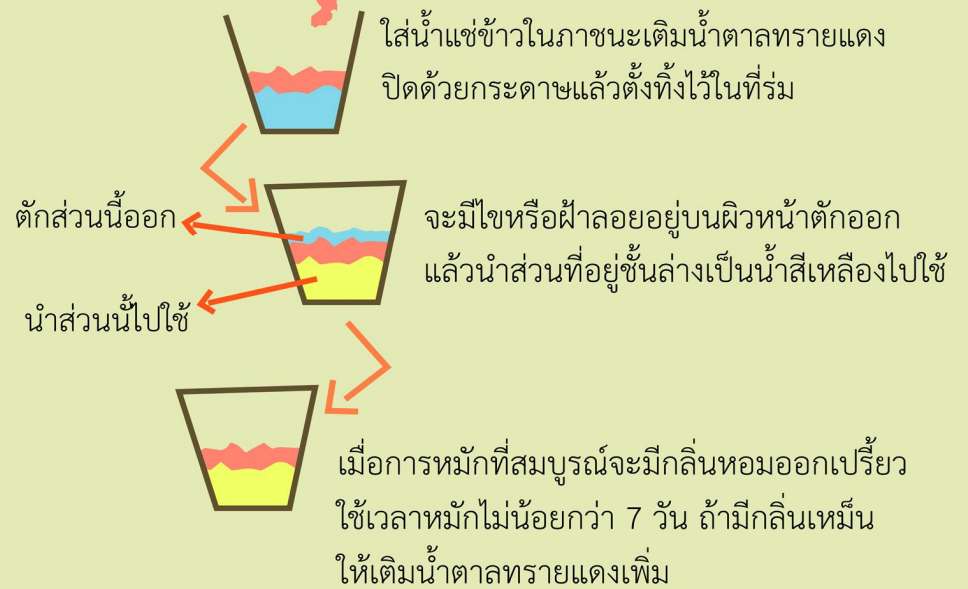 ใส่น้ำแช่ข้าวในภาชนะเติมน้ำตาลทรายแดง
ปิดด้วยกระดาษแล้วตั้งทิ้งไว้ในที่ร่ม
ตักส่วนนี้ออก
จะมีไขหรือฝ้าลอยอยู่บนผิวหน้าตักออก
แล้วนำส่วนที่อยู่ชั้นล่างเป็นน้ำสีเหลืองไปใช้
นำส่วนนั้ไปใช้
เมื่อการหมักที่สมบูรณ์จะมีกลิ่นหอมออกเปรี้ยว
ใช้เวลาหมักไม่น้อยกว่า 7 วัน ถ้ามีกลิ่นเหม็น
ให้เติมน้ำตาลทรายแดงเพิ่ม